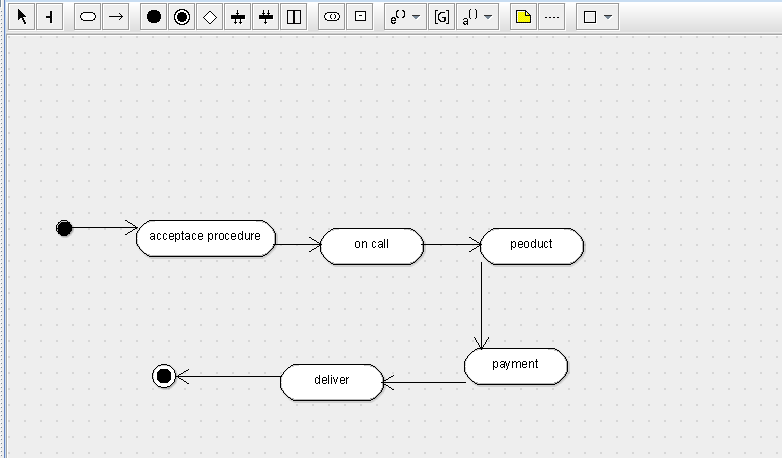 e()
[G]
a()
acceptace procedure
on call
peoduct
payment
deliver